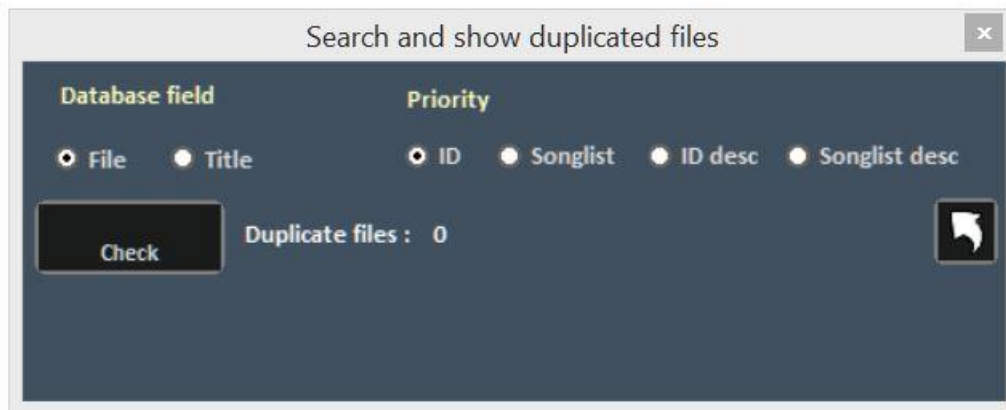 Search and show duplicated files
Database field
Priority
File Title
ID Songlist ID desc Songlist desc
Check
Duplicate files : 0